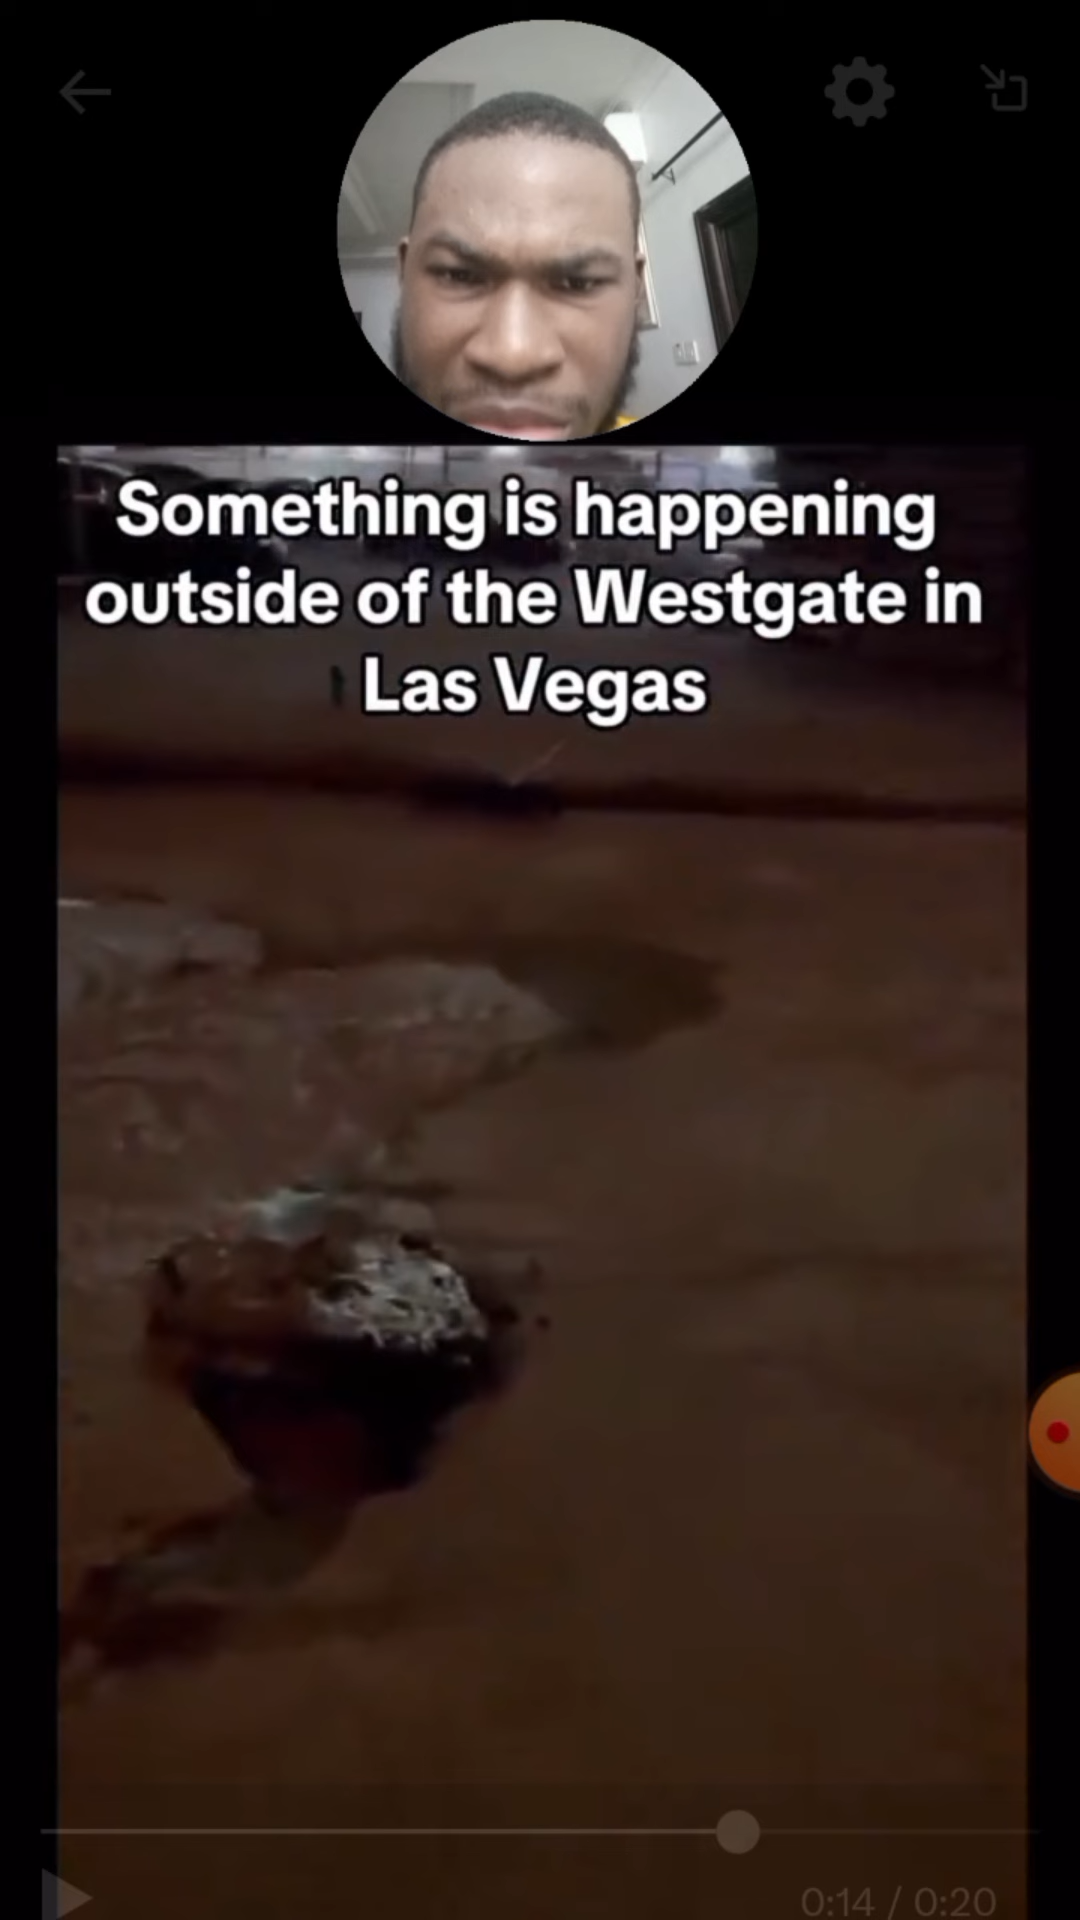 Something is happening
outside of the Westgate in
Las Vegas
0:14 / 0:20